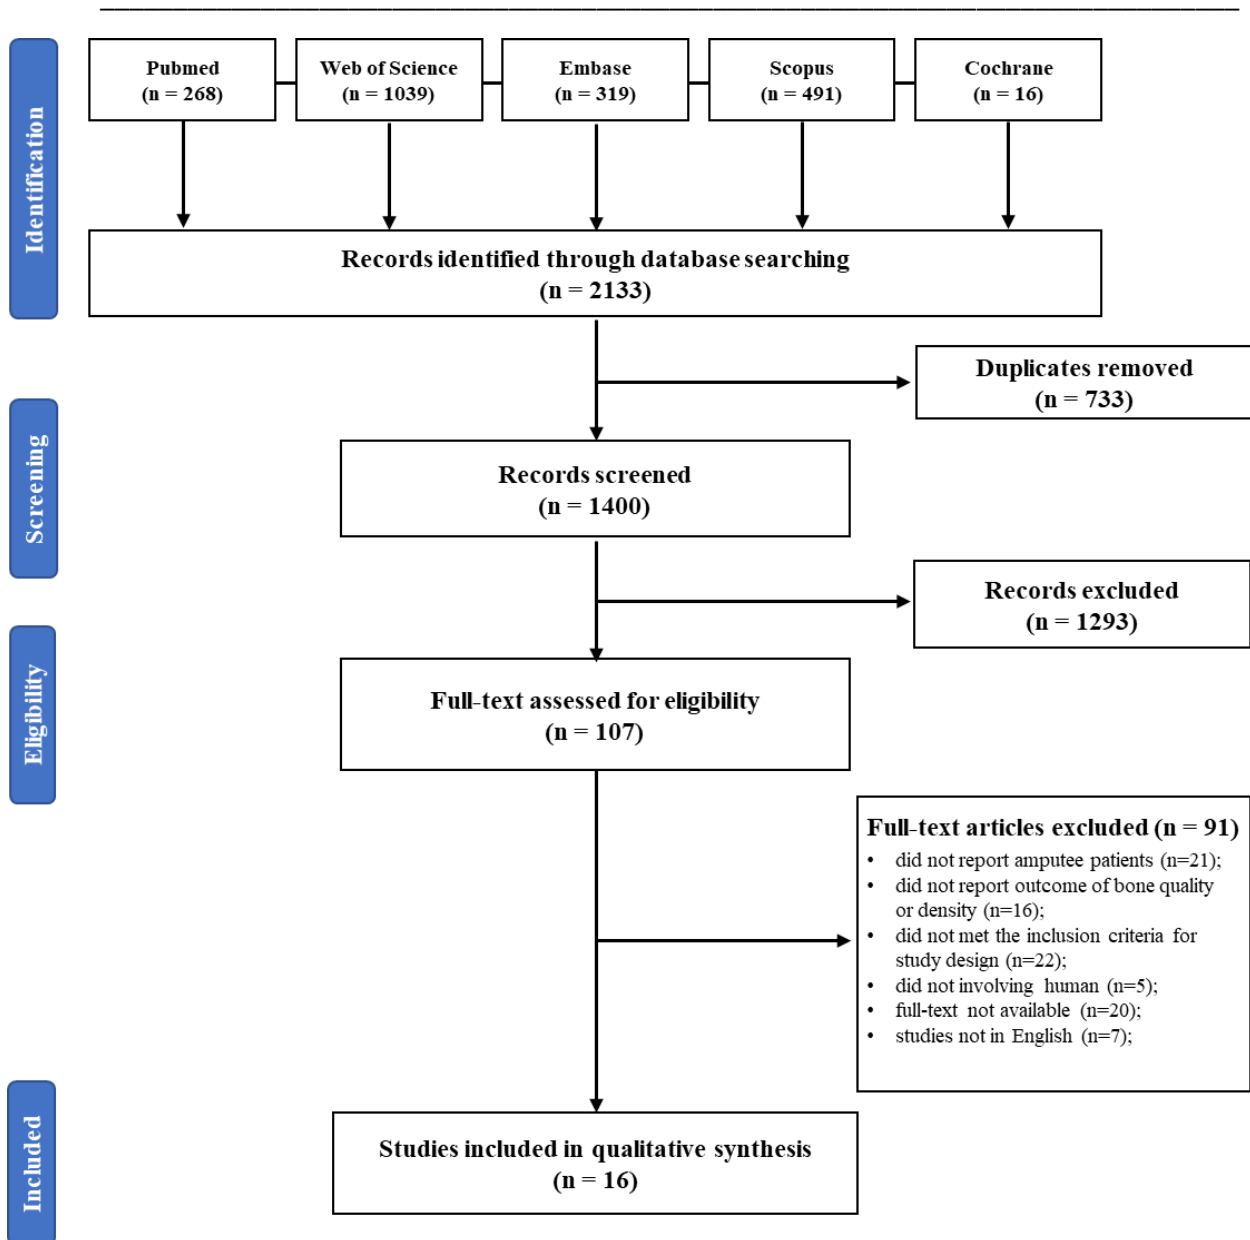 Identification
Pubmed
(n = 268)
Web of Science
(n = 1039)
Embase
(n = 319)
Scopus
(n = 491)
Cochrane
(n = 16)
Records identified through database searching
(n = 2133)
Duplicates removed
(n = 733)
Screening
Records screened
(n = 1400)
Records excluded
(n = 1293)
Eligibility
Full-text assessed for eligibility
(n = 107)
Full-text articles excluded (n = 91)
• did not report amputee patients (n=21);
• did not report outcome of bone quality
or density (n=16);
• did not met the inclusion criteria for
study design (n=22);
• did not involving human (n=5);
• full-text not available (n=20);
• studies not in English (n=7);
Included
Studies included in qualitative synthesis
(n = 16)